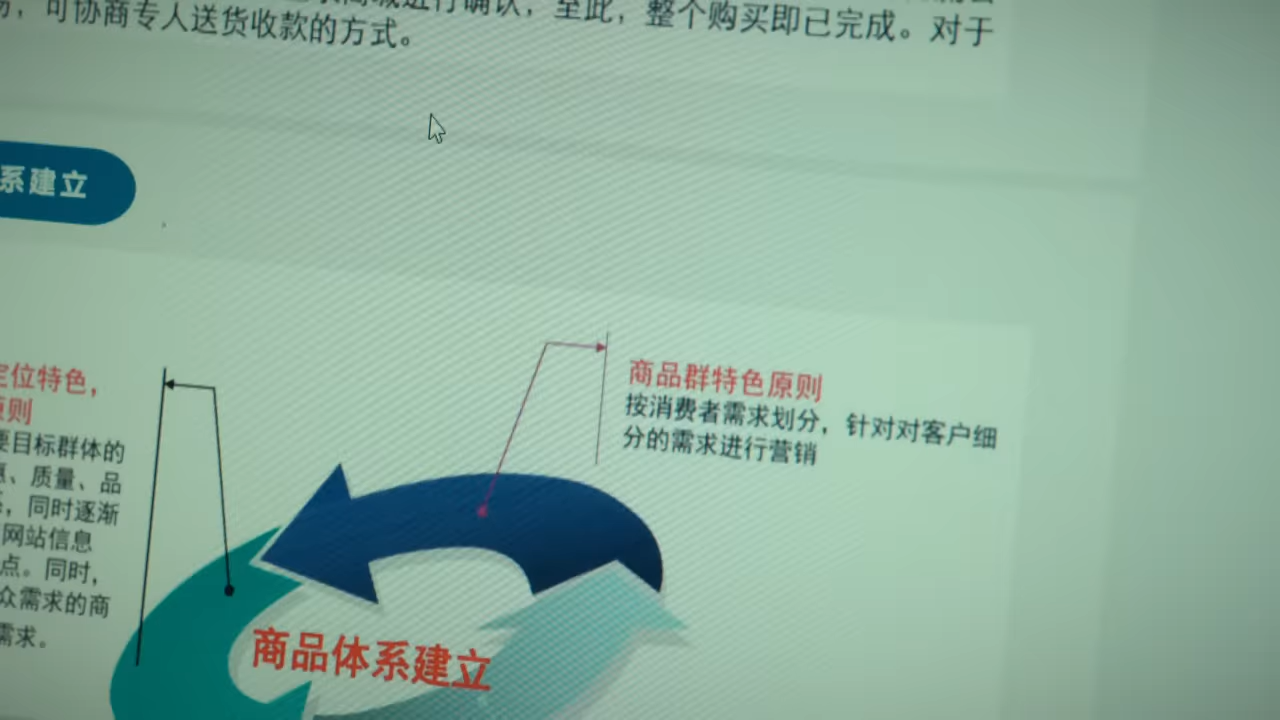 商城进行确认，至此，整个购买即已完成。对于
，可协商专人送货收款的方式。
系建立
定位特色，
原则
要目标群体的
、质量、品
，同时逐渐
网站信息
点。同时，
众需求的商
需求。
商品群特色原则
按消费者需求划分，针对对客户细
分的需求进行营销
商品体系建立